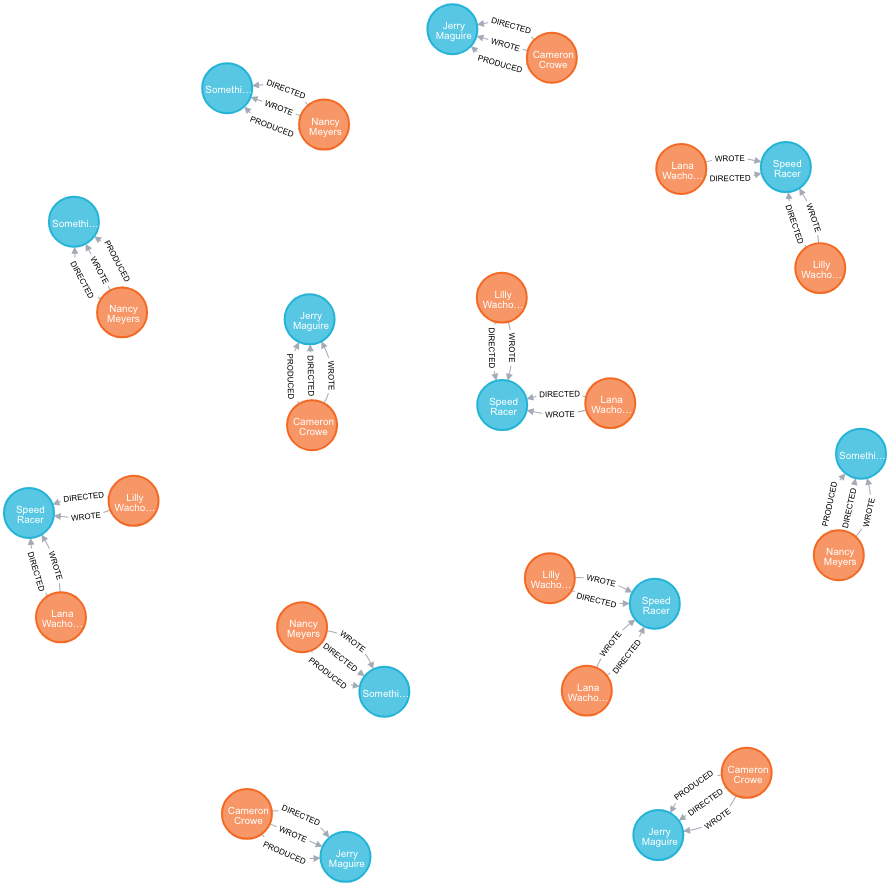 Jerry
Maguire
DIRECTED
WROTE
PRODUCED
Cameron
Crowe
Somethi...
DIRECTED
WROTE
PRODUCED
Nancy
Meyers
Lana
Wacho...
WROTE
DIRECTED
Speed
Racer
DIRECTED
WROTE
Lilly
Wacho...
Somethi...
PRODUCED
WROTE
DIRECTED
Nancy
Meyers
Jerry
Maguire
PRODUCED
DIRECTED
WROTE
Cameron
Crowe
Lilly
Wacho...
DIRECTED
WROTE
Speed
Racer
DIRECTED
WROTE
Lana
Wacho...
Somethi...
PRODUCED
DIRECTED
WROTE
Nancy
Meyers
Speed
Racer
DIRECTED
WROTE
Lilly
Wacho...
DIRECTED
WROTE
Lana
Wacho...
Lilly
Wacho...
WROTE
DIRECTED
Speed
Racer
WROTE
DIRECTED
Lana
Wacho...
Nancy
Meyers
WROTE
DIRECTED
PRODUCED
Somethi...
Cameron
Crowe
DIRECTED
WROTE
PRODUCED
Jerry
Maguire
Cameron
Crowe
PRODUCED
DIRECTED
WROTE
Jerry
Maguire